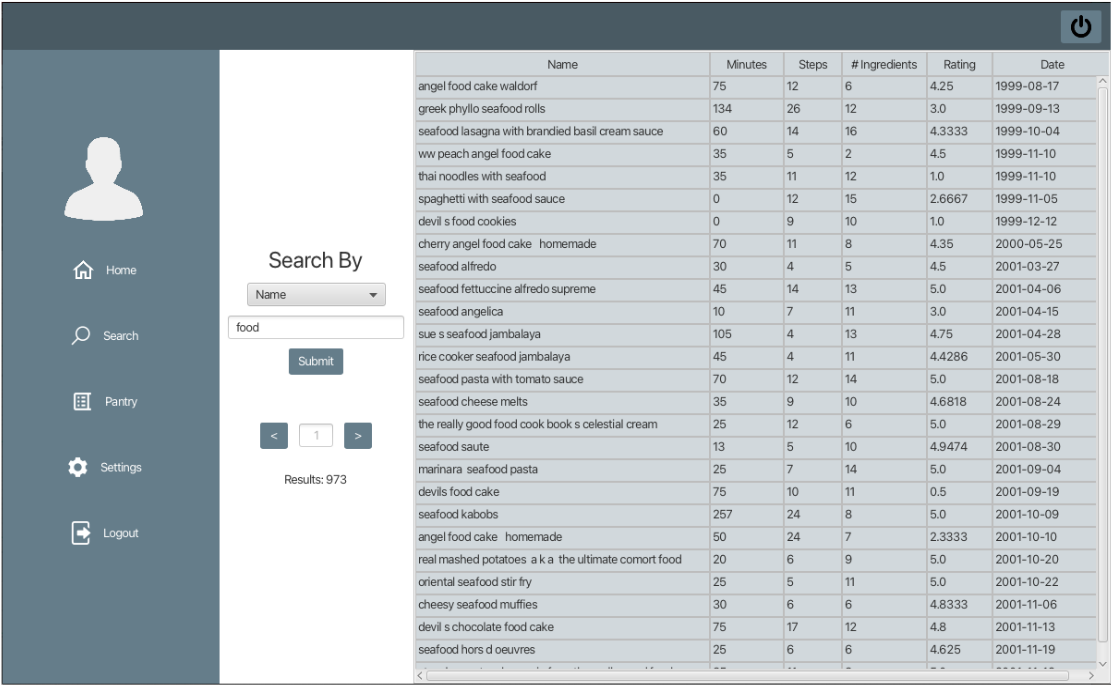 Home
Search
Pantry
Settings
Logout
Search By
Name
food
Submit
< 1 >
Results: 973
Name Minutes Steps # Ingredients Rating Date
angel food cake waldorf 75 12 6 4.25 1999-08-17
greek phyllo seafood rolls 134 26 12 3.0 1999-09-13
seafood lasagna with brandied basil cream sauce 60 14 16 4.3333 1999-10-04
ww peach angel food cake 35 5 2 4.5 1999-11-10
thai noodles with seafood 35 11 12 1.0 1999-11-10
spaghetti with seafood sauce 0 12 15 2.6667 1999-11-05
devil s food cookies 0 9 10 1.0 1999-12-12
cherry angel food cake homemade 70 11 8 4.35 2000-05-25
seafood alfredo 30 4 5 4.5 2001-03-27
seafood fettuccine alfredo supreme 45 14 13 5.0 2001-04-06
seafood angelica 10 7 11 3.0 2001-04-15
sue s seafood jambalaya 105 4 13 4.75 2001-04-28
rice cooker seafood jambalaya 45 4 11 4.4286 2001-05-30
seafood pasta with tomato sauce 70 12 14 5.0 2001-08-18
seafood cheese melts 35 9 10 4.6818 2001-08-24
the really good food cook book s celestial cream 25 12 6 5.0 2001-08-29
seafood saute 13 5 10 4.9474 2001-08-30
marinara seafood pasta 25 7 14 5.0 2001-09-04
devils food cake 75 10 11 0.5 2001-09-19
seafood kabobs 257 24 8 5.0 2001-10-09
angel food cake homemade 50 24 7 2.3333 2001-10-10
real mashed potatoes a k a the ultimate comort food 20 6 9 5.0 2001-10-20
oriental seafood stir fry 25 5 11 5.0 2001-10-22
cheesy seafood muffies 30 6 6 4.8333 2001-11-06
devil s chocolate food cake 75 17 12 4.8 2001-11-13
seafood hors d oeuvres 25 6 6 4.625 2001-11-19